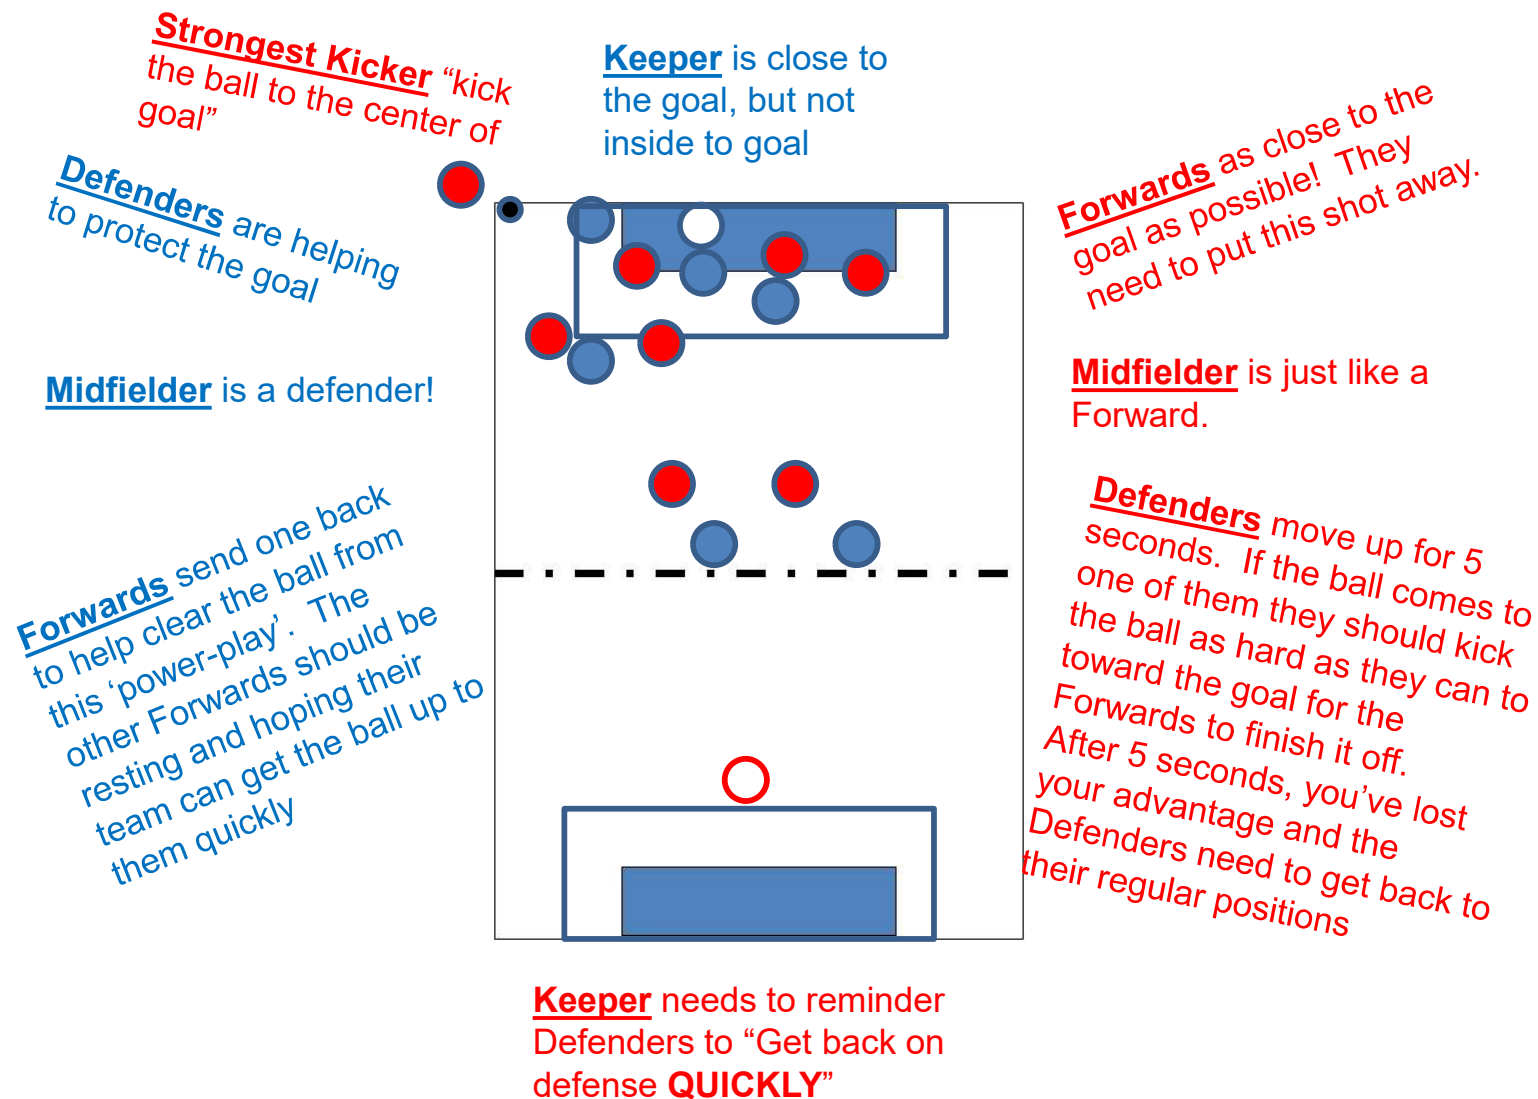 Strongest Kicker “kick
the ball to the center of
goal”
Keeper is close to
the goal, but not
inside to goal
Forwards as close to the
goal as possible!  They
need to put this shot away.
Defenders are helping
to protect the goal
Midfielder is a defender!
Midfielder is just like a
Forward.
Forwards send one back
to help clear the ball from
this ‘power-play’.  The
other Forwards should be
resting and hoping their
team can get the ball up to
them quickly
Defenders move up for 5
seconds.  If the ball comes to
one of them they should kick
the ball as hard as they can to
toward the goal for the
Forwards to finish it off.
After 5 seconds, you’ve lost
your advantage and the
Defenders need to get back to
their regular positions
Keeper needs to reminder
Defenders to “Get back on
defense QUICKLY”